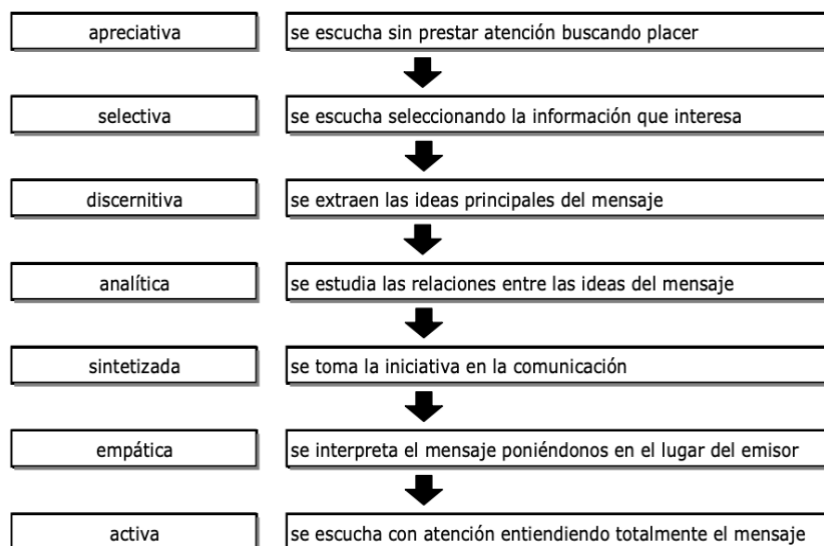 apreciativa
se escucha sin prestar atención buscando placer
selectiva
se escucha seleccionando la información que interesa
discernitiva
se extraen las ideas principales del mensaje
analítica
se estudia las relaciones entre las ideas del mensaje
sintetizada
se toma la iniciativa en la comunicación
empática
se interpreta el mensaje poniéndonos en el lugar del emisor
activa
se escucha con atención entiendiendo totalmente el mensaje